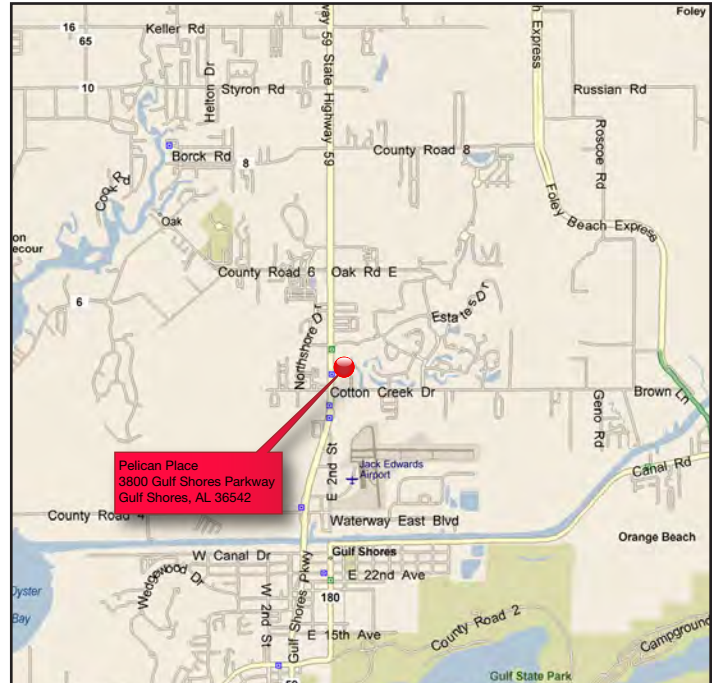 Foley
16
Keller Rd
65
way 59 State Highway 59
h Express
Helton Dr
10
Styron Rd
Russian Rd
Roscoe Rd
Borck Rd
8
County Road 8
Cook Rd
Oak
Foley Beach Express
on
ecour
County Road 6
Oak Rd E
6
Estates Dr
Northshore Dr
Cotton Creek Dr
Brown Ln
Geno Rd
Pelican Place
3800 Gulf Shores Parkway
Gulf Shores, AL 36542
E 2nd St
Jack Edwards
Airport
Canal Rd
County Road 4
Waterway East Blvd
Orange Beach
W Canal Dr
Gulf Shores
Gulf Shores Pkwy
E 22nd Ave
Wedgewood Dr
W 2nd St
Oyster
Bay
180
E 15th Ave
County Road 2
Campground
Gulf State Park
59